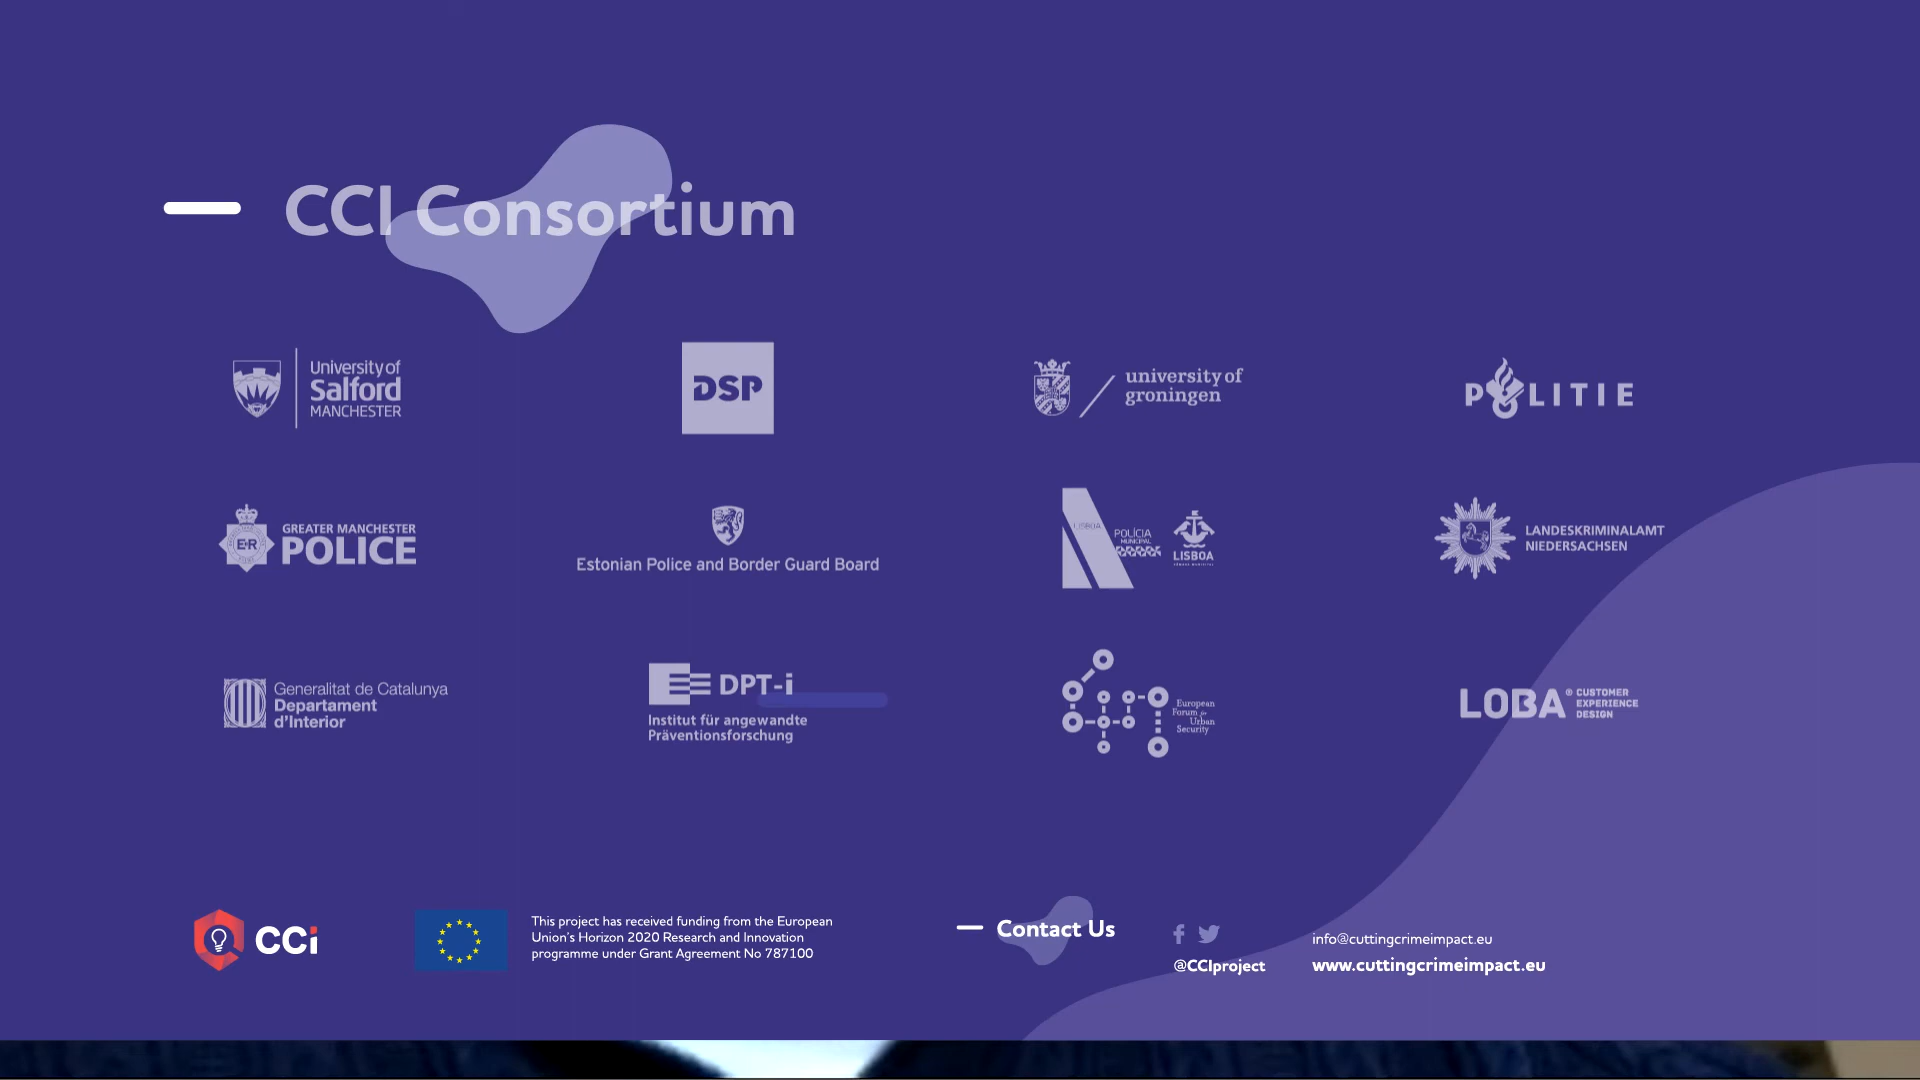 CCI Consortium
University of
Salford
MANCHESTER
DSP
university of
groningen
POLITIE
GREATER MANCHESTER
POLICE
E R
Estonian Police and Border Guard Board
LISBOA
POLÍCIA
MUNICIPAL
LISBOA
CÂMARA MUNICIPAL
LANDESKRIMINALAMT
NIEDERSACHSEN
Generalitat de Catalunya
Departament
d'Interior
DPT-i
Institut für angewandte
Präventionsforschung
European
Forum for
Urban
Security
LOBA®
CUSTOMER
EXPERIENCE
DESIGN
CCi
This project has received funding from the European
Union's Horizon 2020 Research and Innovation
programme under Grant Agreement No 787100
Contact Us
@CCIproject
info@cuttingcrimeimpact.eu
www.cuttingcrimeimpact.eu